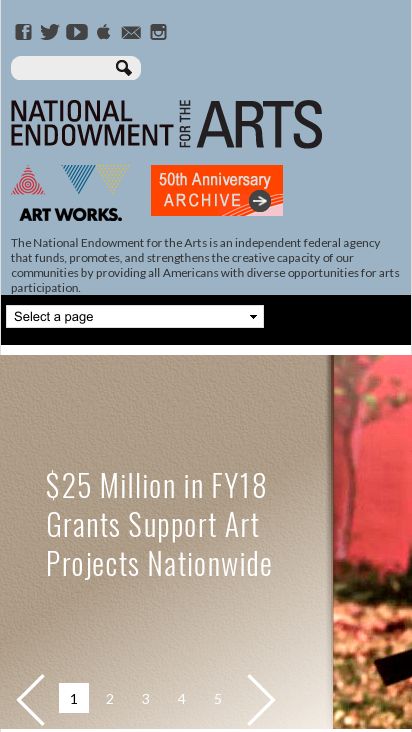 NATIONAL
ENDOWMENT
FOR THE
ARTS
ART WORKS.
50th Anniversary
ARCHIVE
The National Endowment for the Arts is an independent federal agency
that funds, promotes, and strengthens the creative capacity of our
communities by providing all Americans with diverse opportunities for arts
participation.
Select a page
$25 Million in FY18
Grants Support Art
Projects Nationwide
1 2 3 4 5